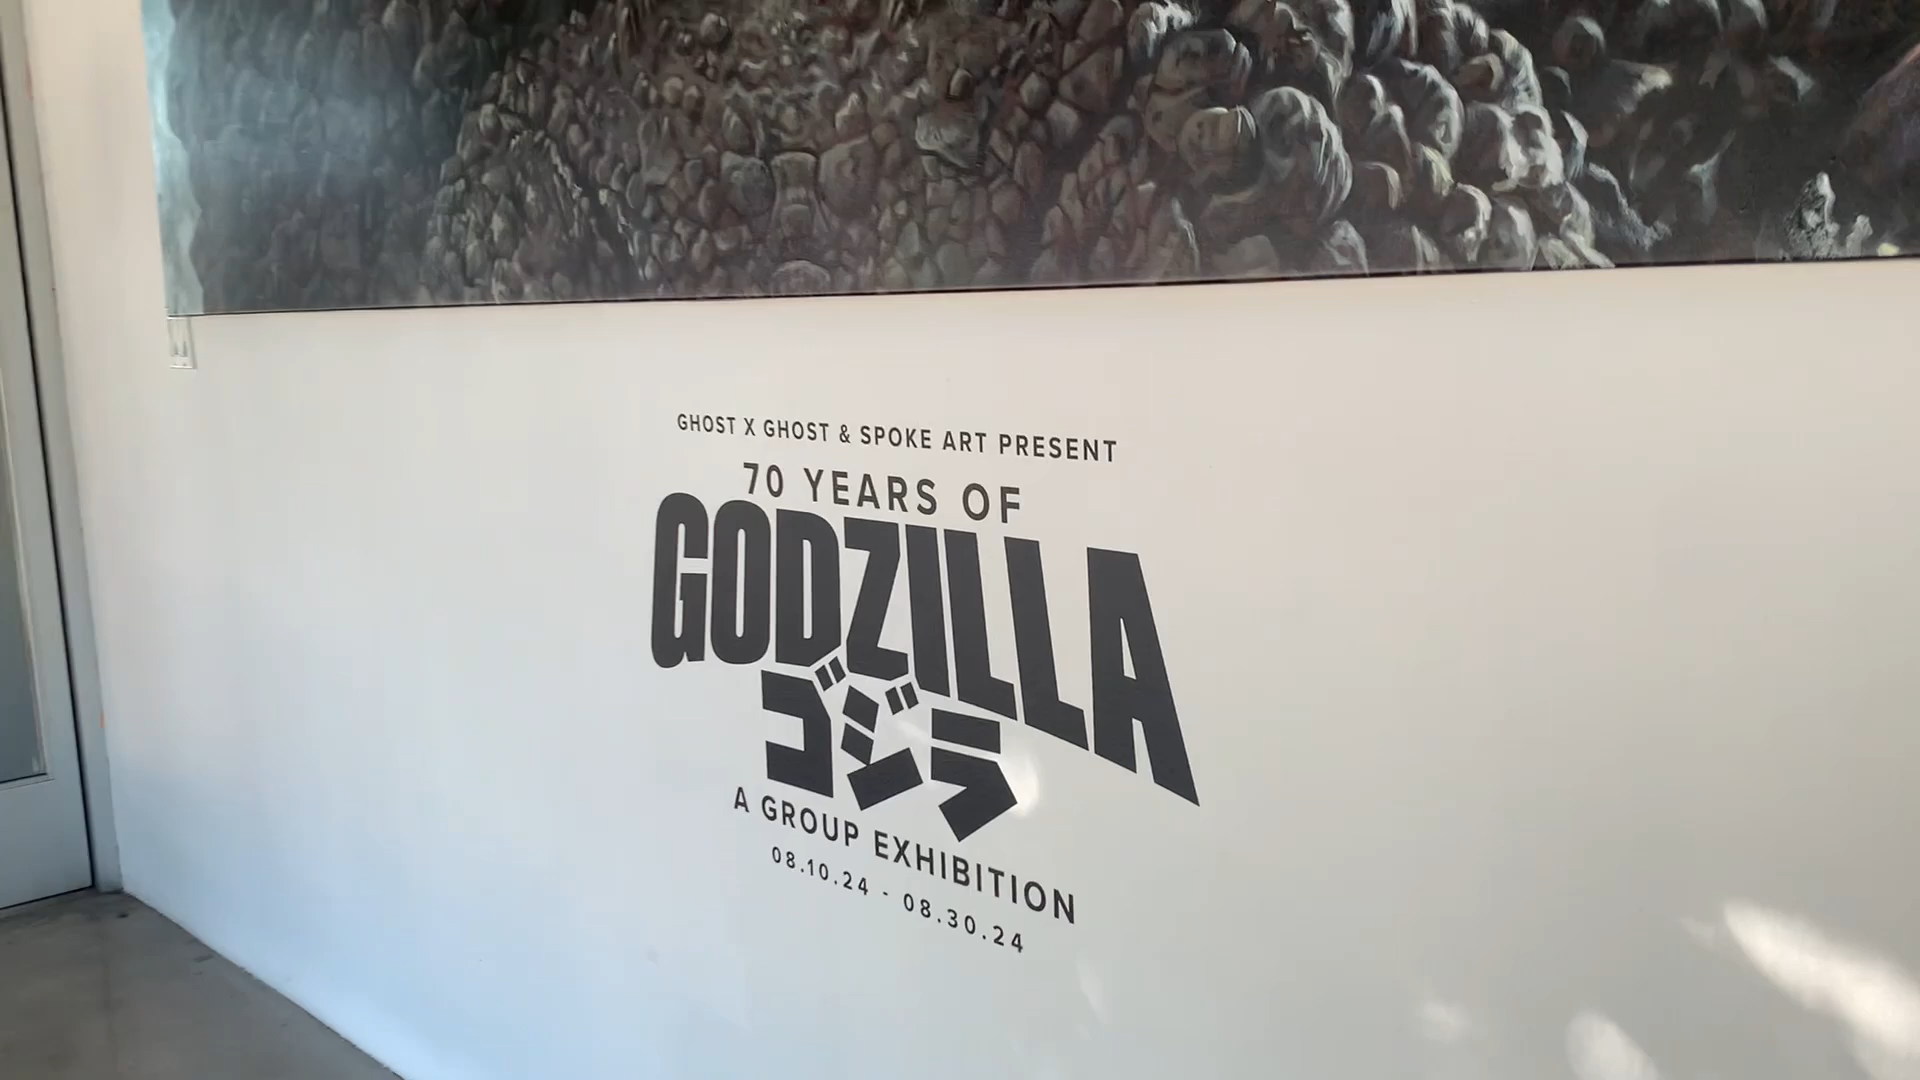 GHOST X GHOST & SPOKE ART PRESENT
70 YEARS OF
GODZILLA
ゴジラ
A GROUP EXHIBITION
08.10.24 - 08.30.24